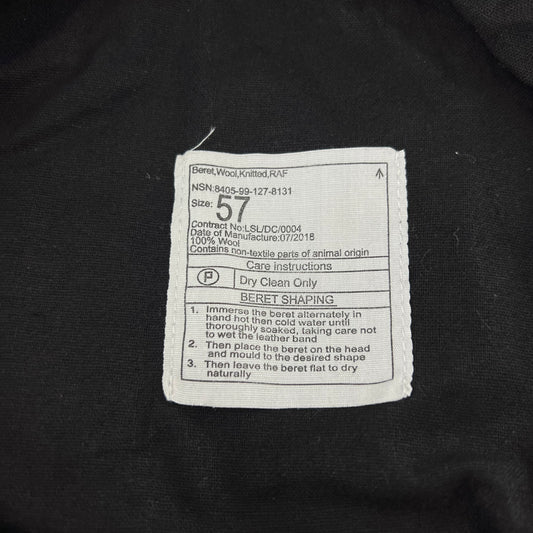 Beret,Wool,Knitted,RAF
NSN:8405-99-127-8131
Size: 57
Contract No:LSL/DC/0004
Date of Manufacture:07/2018
100% Wool
Contains non-textile parts of animal origin
Care instructions
P Dry Clean Only
BERET SHAPING
1. Immerse the beret alternately in
hand hot then cold water until
thoroughly soaked, taking care not
to wet the leather band
2. Then place the beret on the head
and mould to the desired shape
3. Then leave the beret flat to dry
naturally